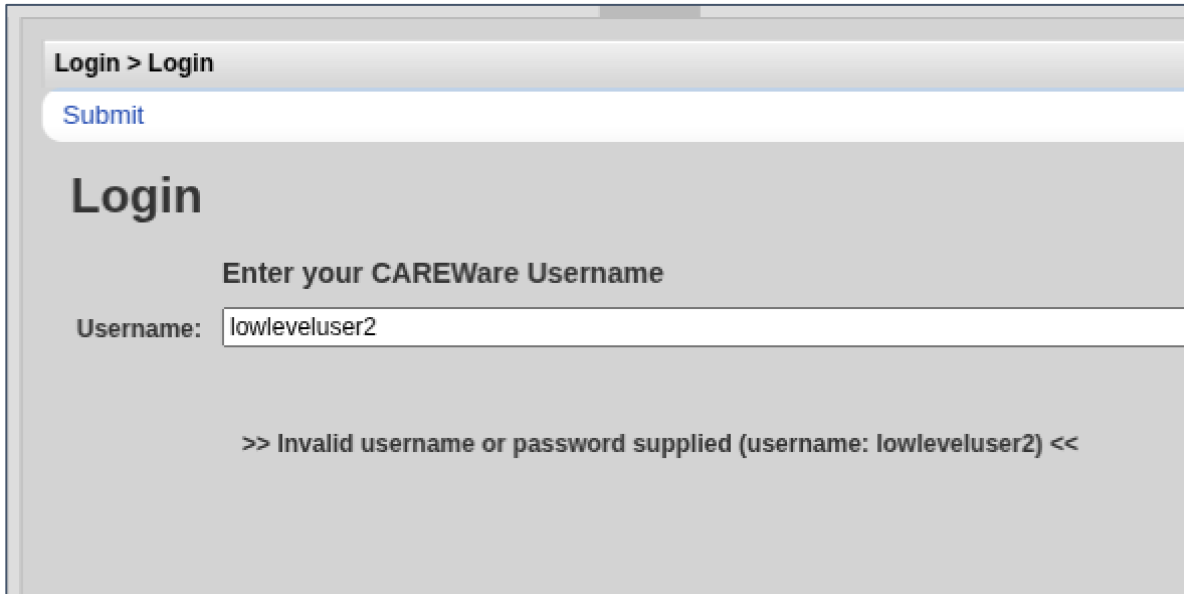 Login > Login
Submit
Login
Enter your CAREWare Username
Username: lowleveluser2
>> Invalid username or password supplied (username: lowleveluser2) <<